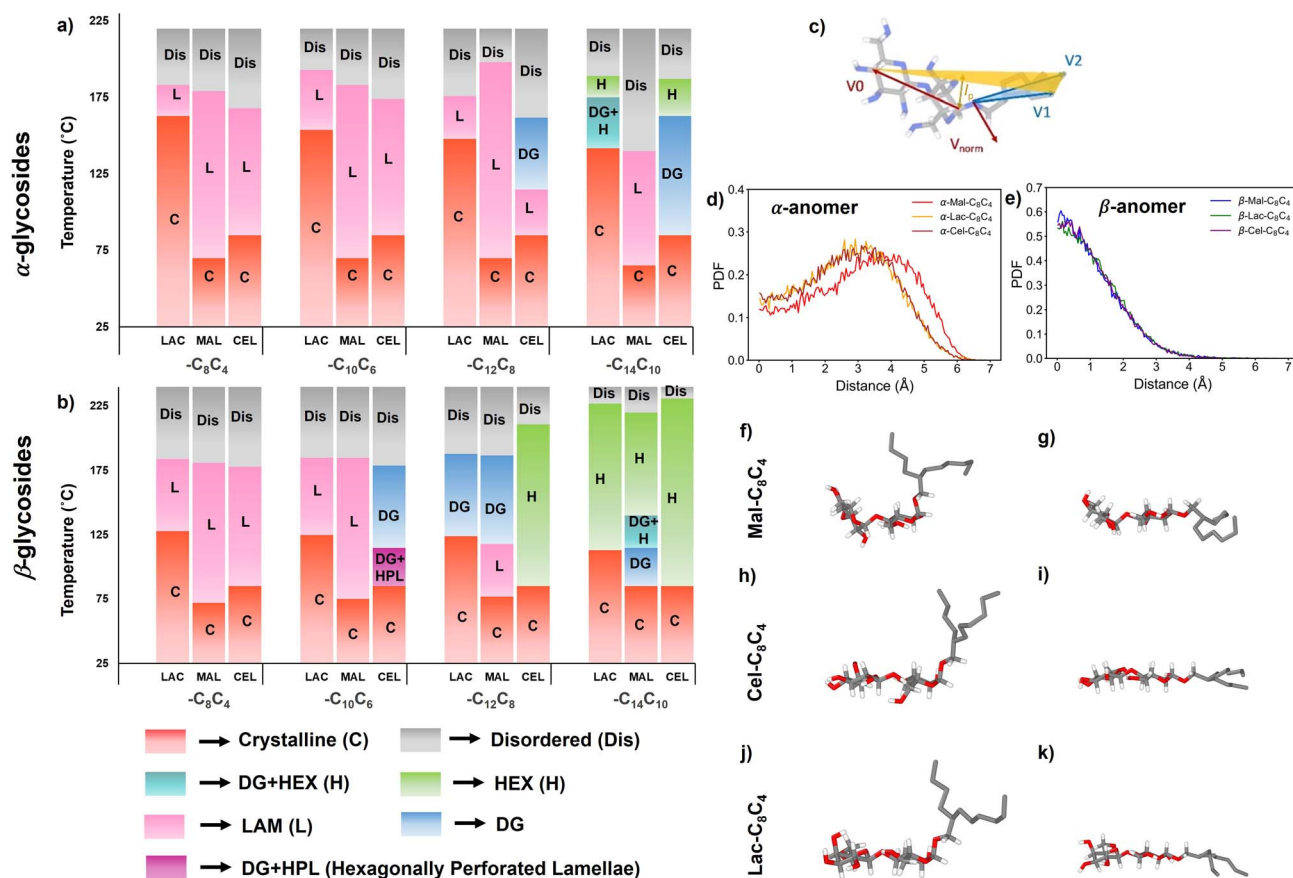 α-glycosides
a)
Temperature (°C)
225
175
125
75
25
Dis
L
C
Dis
L
C
Dis
L
C
Dis
L
C
Dis
L
C
Dis
L
C
Dis
L
C
Dis
L
C
Dis
DG
L
C
Dis
H
DG+
H
C
Dis
L
C
Dis
H
DG
C
LAC MAL CEL LAC MAL CEL LAC MAL CEL LAC MAL CEL
-C₈C₄ -C₁₀C₆ -C₁₂C₈ -C₁₄C₁₀
β-glycosides
b)
Temperature (°C)
225
175
125
75
25
Dis
L
C
Dis
L
C
Dis
L
C
Dis
L
C
Dis
L
C
Dis
DG
DG+
HPL
C
Dis
DG
C
Dis
DG
L
C
Dis
H
C
Dis
H
C
Dis
H
DG+
H
DG
C
Dis
H
C
LAC MAL CEL LAC MAL CEL LAC MAL CEL LAC MAL CEL
-C₈C₄ -C₁₀C₆ -C₁₂C₈ -C₁₄C₁₀
Crystalline (C)
Disordered (Dis)
DG+HEX (H)
HEX (H)
LAM (L)
DG
DG+HPL (Hexagonally Perforated Lamellae)
c)
V0
V2
V1
lₚ
Vnorm
d)
α-anomer
α-Mal-C₈C₄
α-Lac-C₈C₄
α-Cel-C₈C₄
PDF
0.4
0.3
0.2
0.1
0.0
0 1 2 3 4 5 6 7
Distance (Å)
e)
β-anomer
β-Mal-C₈C₄
β-Lac-C₈C₄
β-Cel-C₈C₄
PDF
0.7
0.6
0.5
0.4
0.3
0.2
0.1
0.0
0 1 2 3 4 5 6 7
Distance (Å)
f)
g)
Mal-C₈C₄
h)
i)
Cel-C₈C₄
j)
k)
Lac-C₈C₄